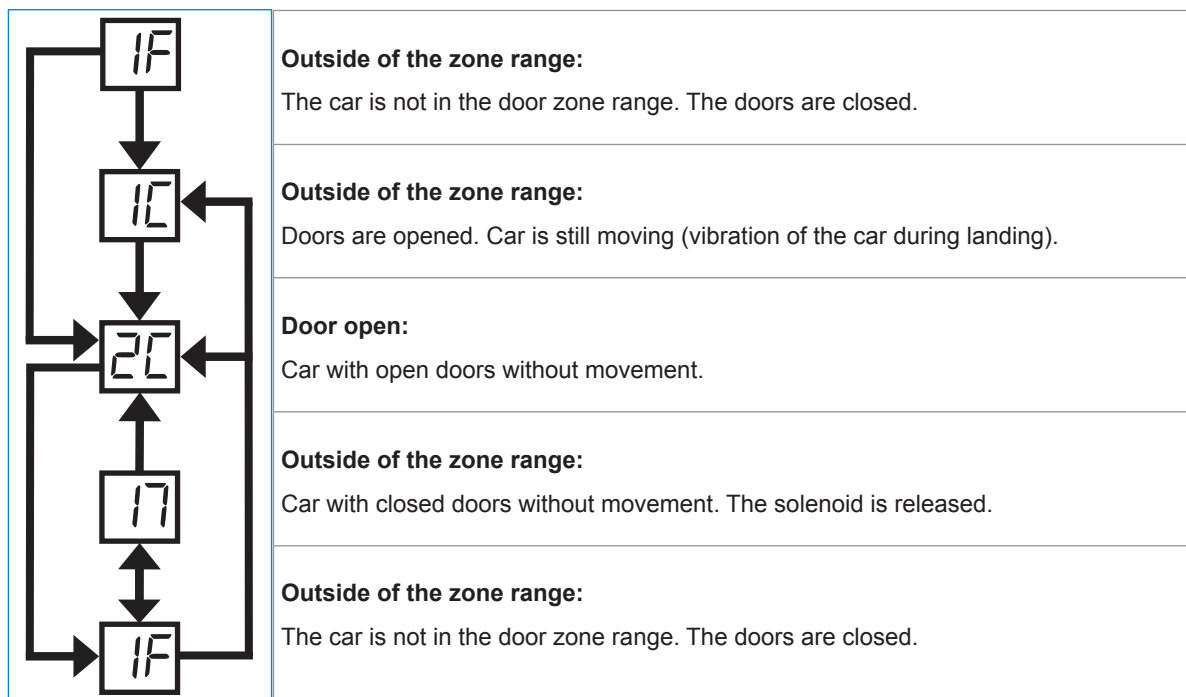 1F
Outside of the zone range:
The car is not in the door zone range. The doors are closed.
1C
Outside of the zone range:
Doors are opened. Car is still moving (vibration of the car during landing).
2C
Door open:
Car with open doors without movement.
17
Outside of the zone range:
Car with closed doors without movement. The solenoid is released.
1F
Outside of the zone range:
The car is not in the door zone range. The doors are closed.